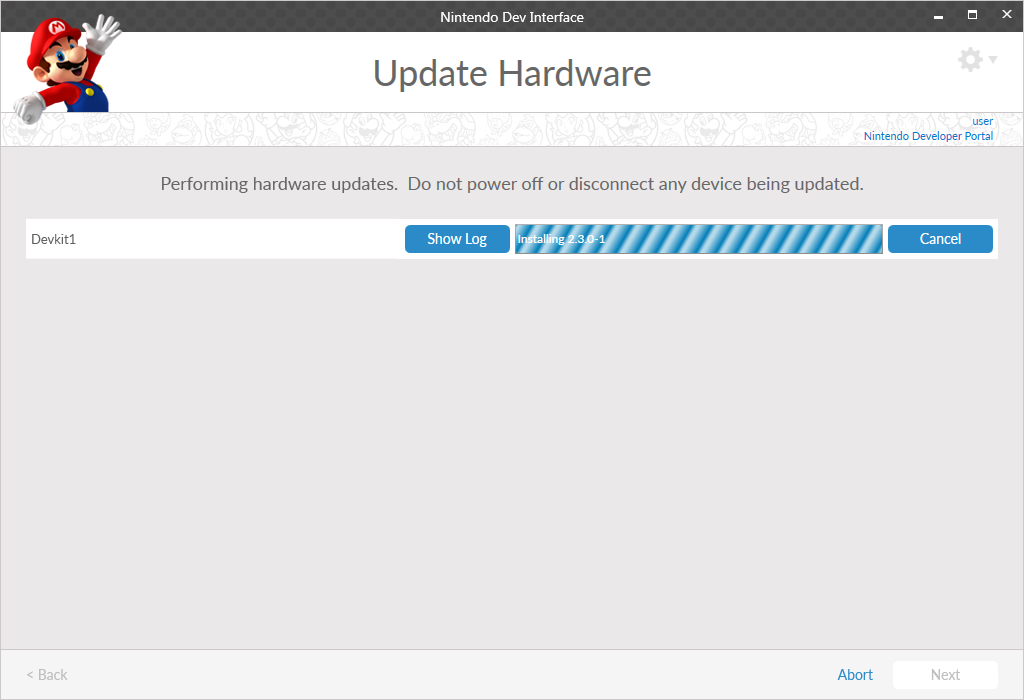 Nintendo Dev Interface
Update Hardware
user
Nintendo Developer Portal
Performing hardware updates.  Do not power off or disconnect any device being updated.
Devkit1 Show Log Installing 2.3.0-1 Cancel
< Back Abort Next